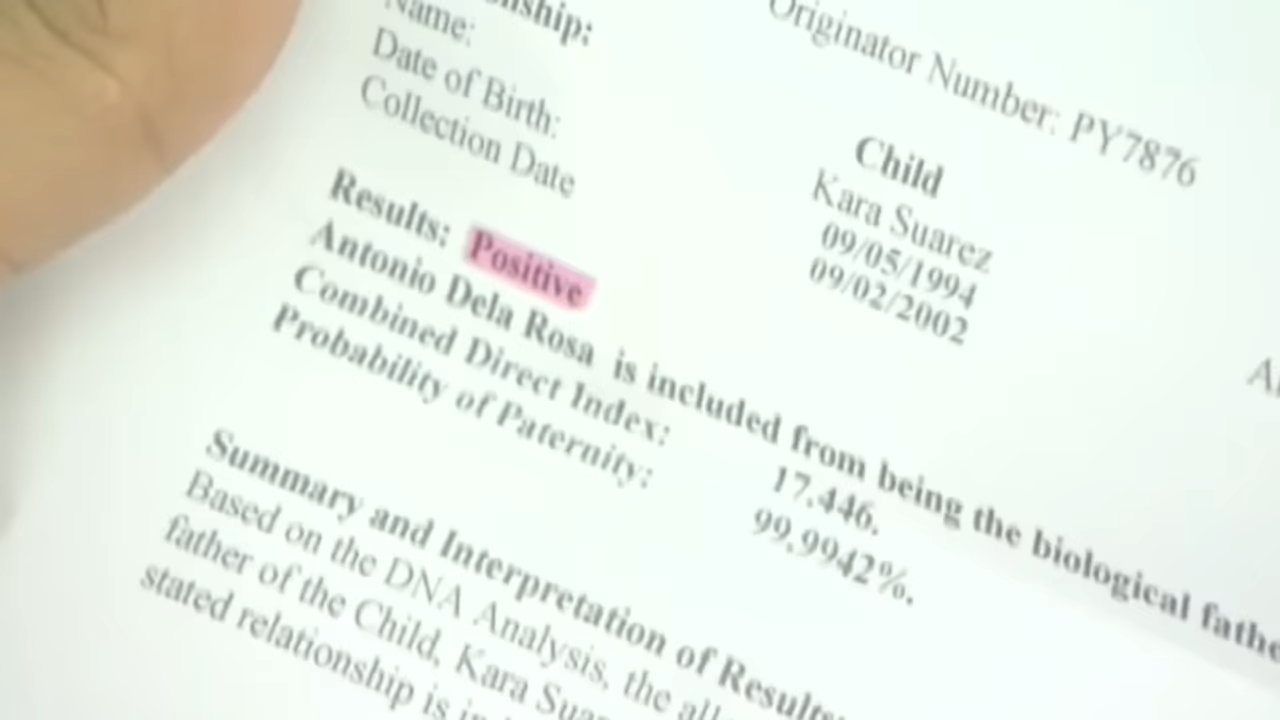 Originator Number: PY7876
Name:
Date of Birth:
Collection Date
Child
Kara Suarez
09/05/1994
09/02/2002
Results: Positive
Antonio Dela Rosa is included from being the biological
Combined Direct Index: 17.446.
Probability of Paternity: 99.9942%.
Summary and Interpretation of Results:
Based on the DNA Analysis, the
father of the Child, Kara
stated relationship is